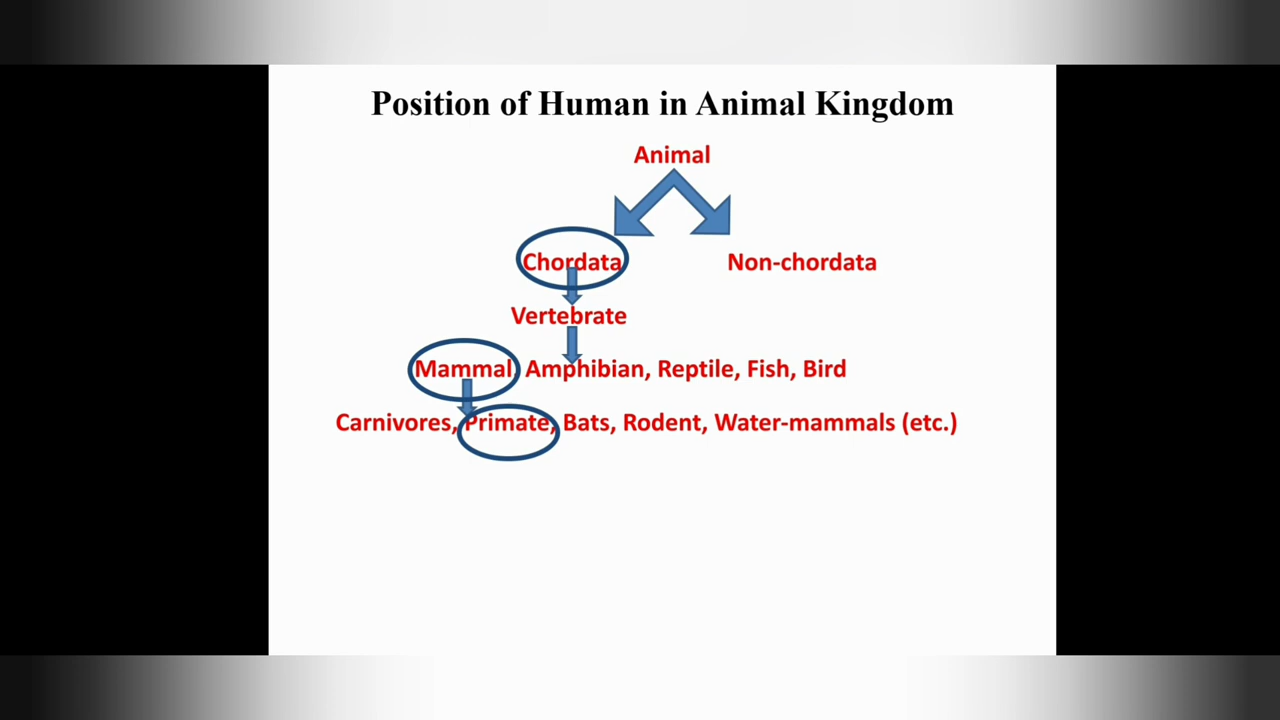 Position of Human in Animal Kingdom
Animal
Chordata
Non-chordata
Vertebrate
Mammal, Amphibian, Reptile, Fish, Bird
Carnivores, Primate, Bats, Rodent, Water-mammals (etc.)